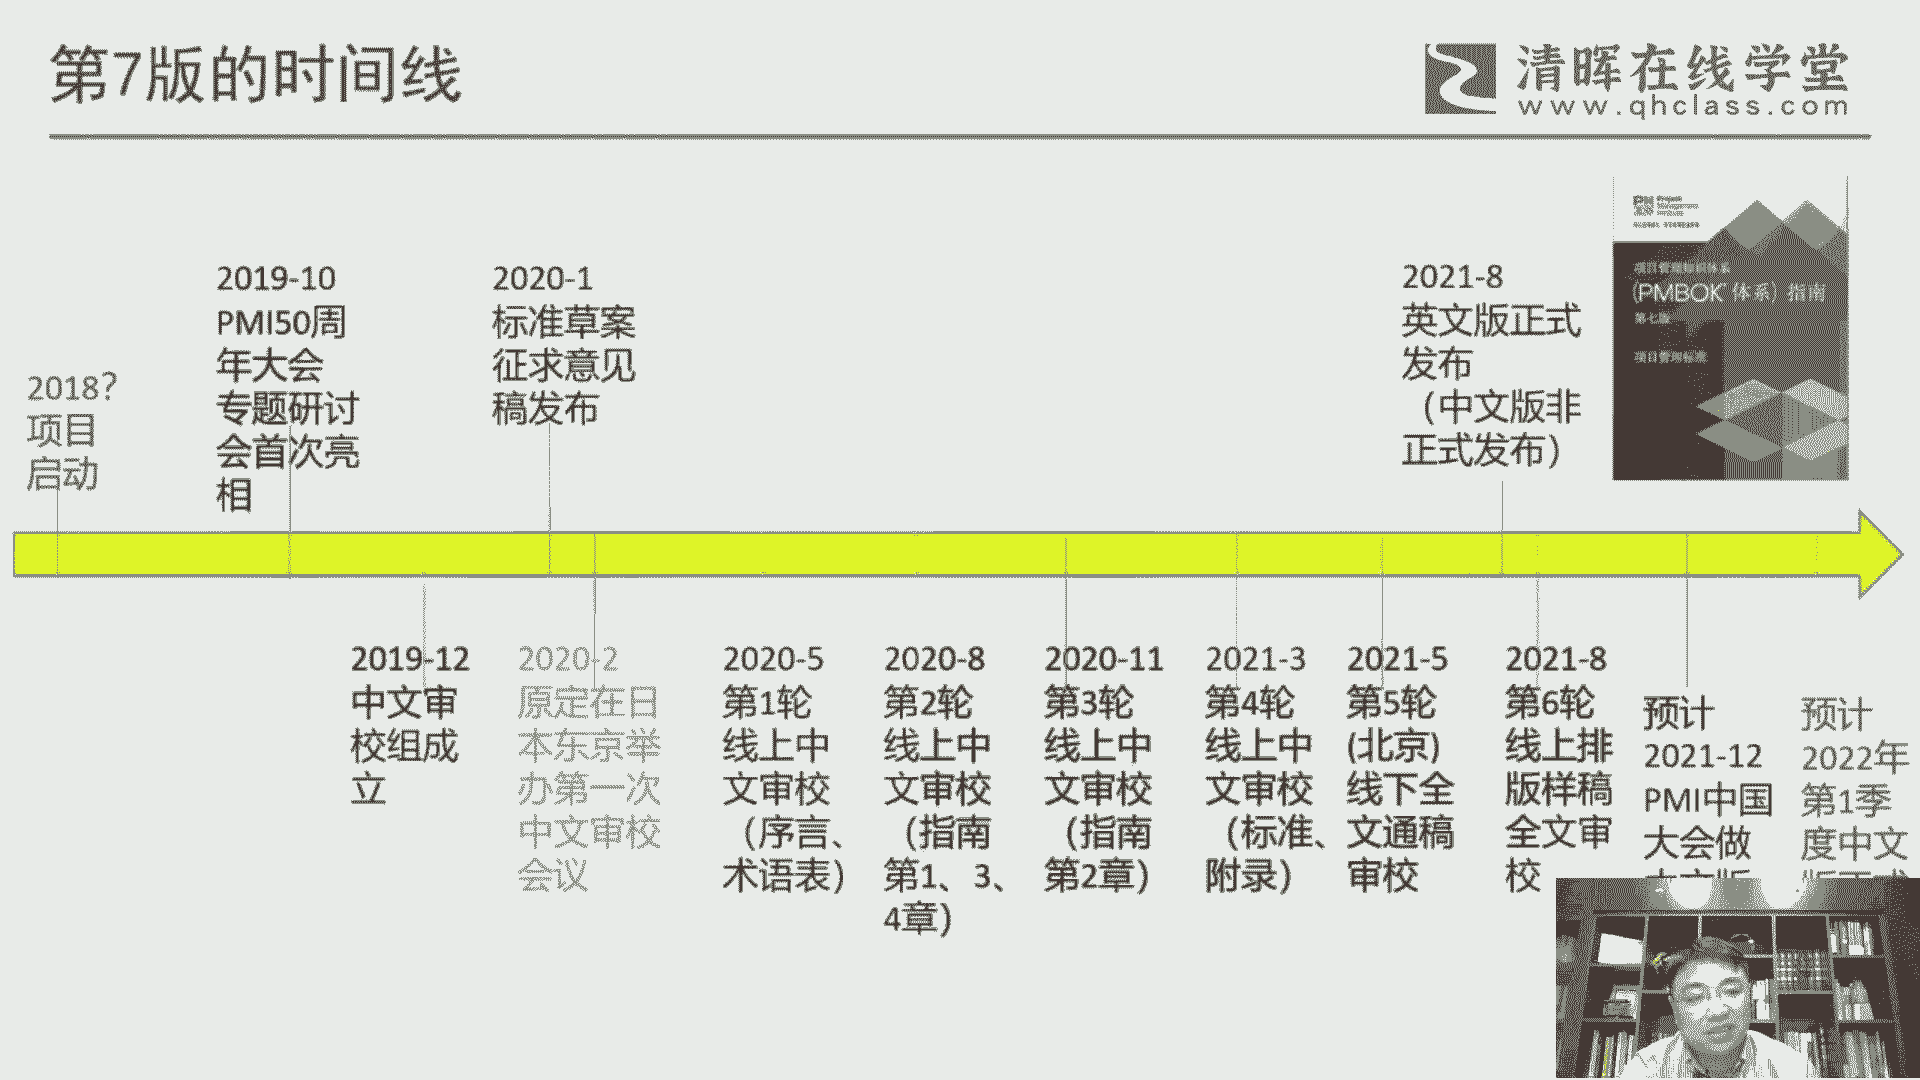 第7版的时间线
清晖在线学堂
www.qhclass.com
2018?
项目
启动
2019-10
PMI50周
年大会
专题研讨
会首次亮
相
2020-1
标准草案
征求意见
稿发布
2021-8
英文版正式
发布
（中文版非
正式发布）
项目管理知识体系
（PMBOK 体系）指南
第七版
项目管理标准
2019-12
中文审
校组成
立
2020-2
原定在日
本东京举
办第一次
中文审校
会议
2020-5
第1轮
线上中
文审校
（序言、
术语表）
2020-8
第2轮
线上中
文审校
（指南
第1、3、
4章）
2020-11
第3轮
线上中
文审校
（指南
第2章）
2021-3
第4轮
线上中
文审校
（标准、
附录）
2021-5
第5轮
(北京)
线下全
文通稿
审校
2021-8
第6轮
线上排
版样稿
全文审
校
预计
2021-12
PMI中国
大会做
预计
2022年
第1季
度中文